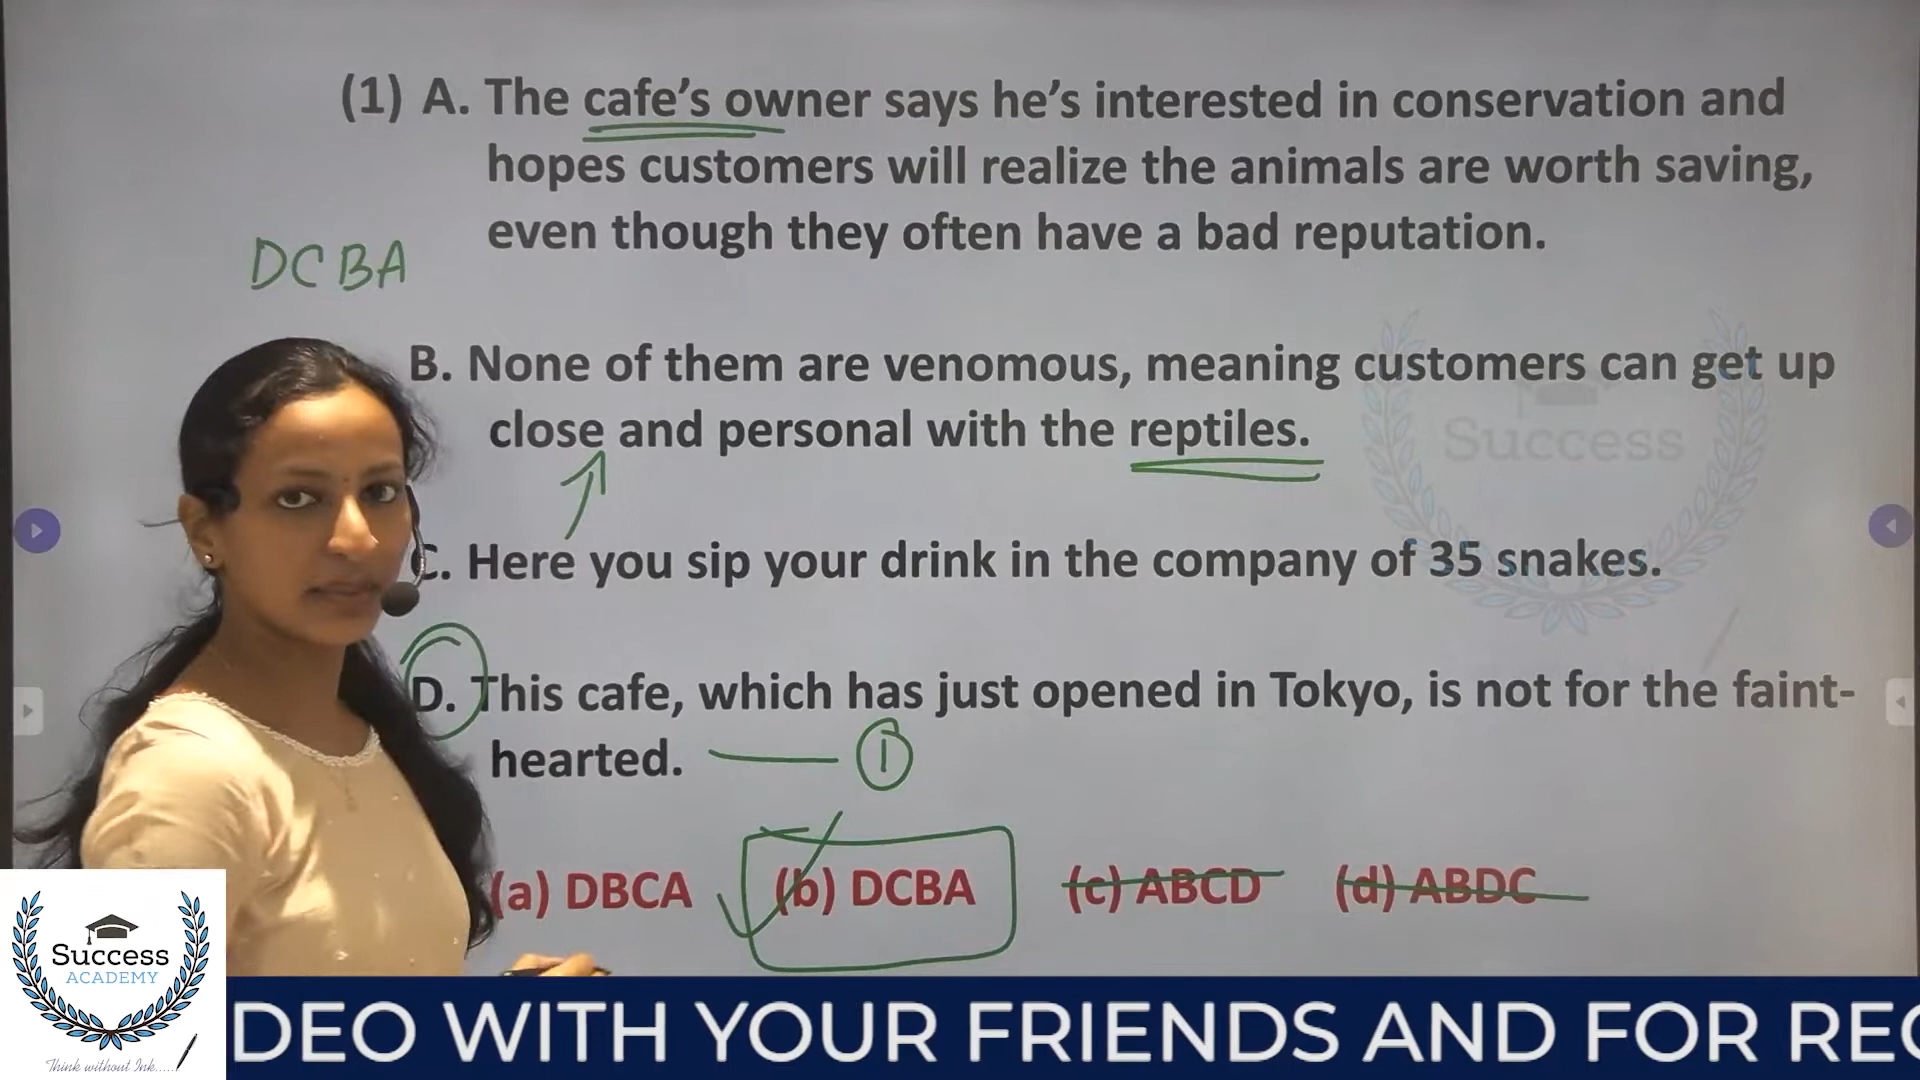 (1) A. The cafe's owner says he's interested in conservation and
hopes customers will realize the animals are worth saving,
even though they often have a bad reputation.
DCBA
B. None of them are venomous, meaning customers can get up
close and personal with the reptiles.
Success
C. Here you sip your drink in the company of 35 snakes.
D. This cafe, which has just opened in Tokyo, is not for the faint-
hearted.
1
(a) DBCA (b) DCBA (c) ABCD (d) ABDC
Success
ACADEMY
Think without Ink.....
DEO WITH YOUR FRIENDS AND FOR REC